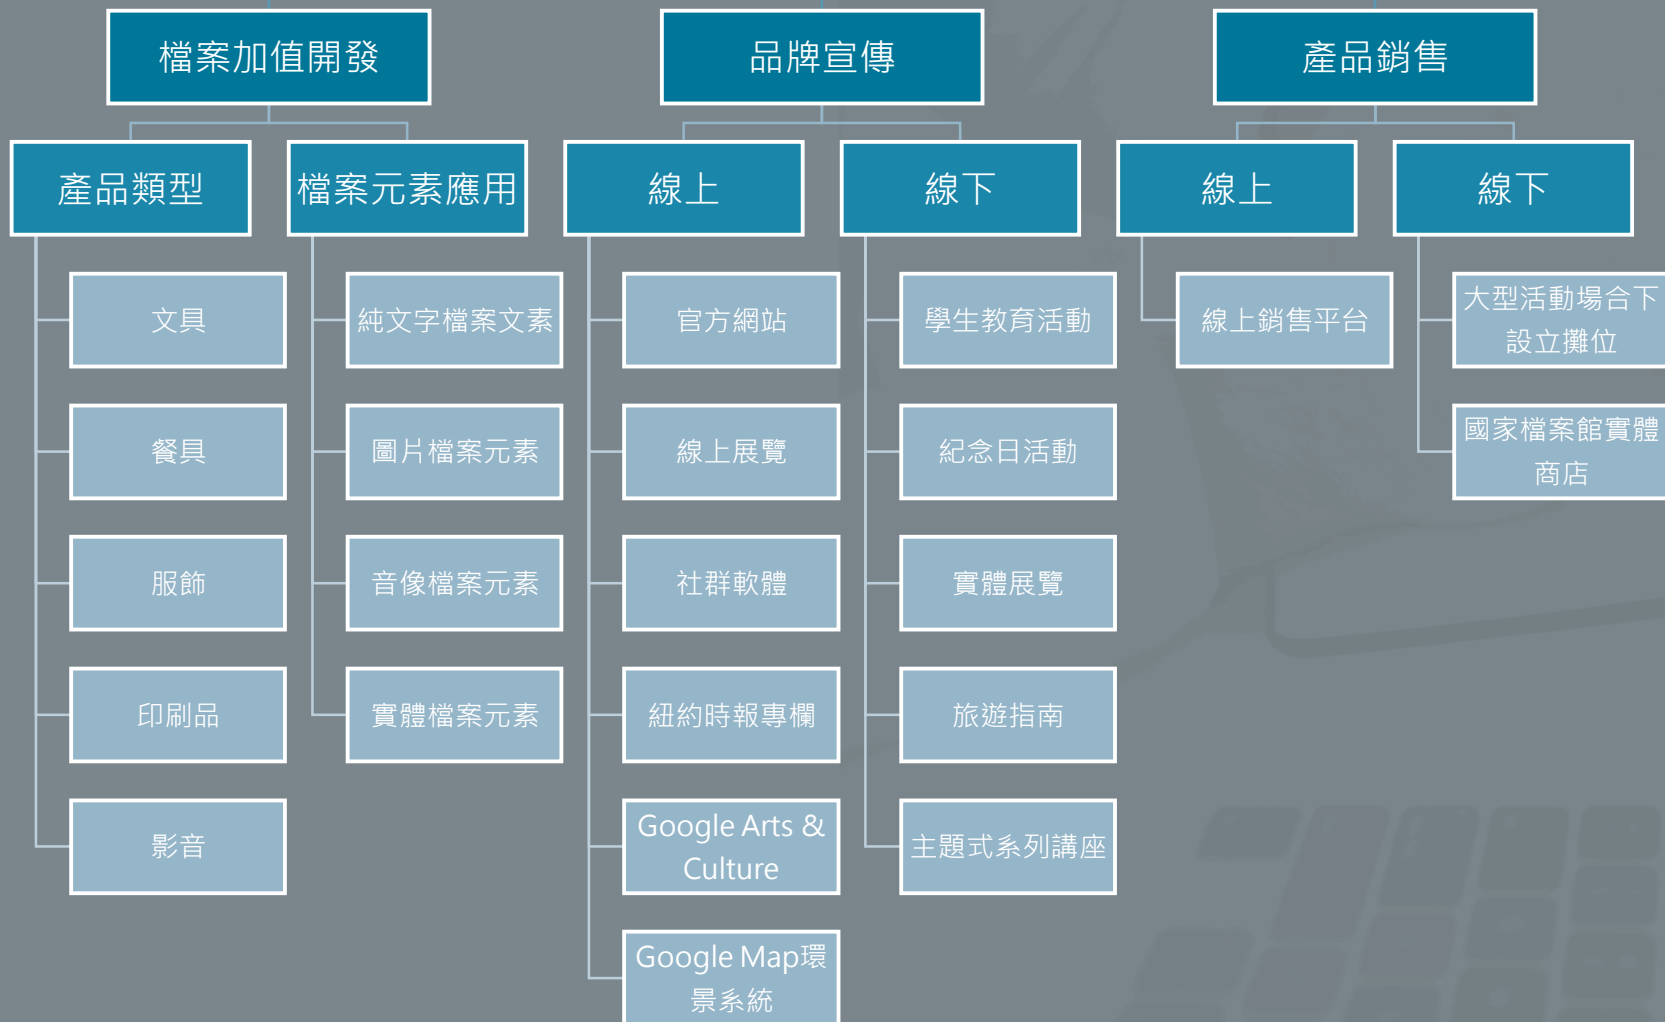 檔案加值開發
品牌宣傳
產品銷售
產品類型
檔案元素應用
線上
線下
線上
線下
文具
餐具
服飾
印刷品
影音
純文字檔案文素
圖片檔案元素
音像檔案元素
實體檔案元素
官方網站
線上展覽
社群軟體
紐約時報專欄
Google Arts &
Culture
Google Map環
景系統
學生教育活動
紀念日活動
實體展覽
旅遊指南
主題式系列講座
線上銷售平台
大型活動場合下
設立攤位
國家檔案館實體
商店